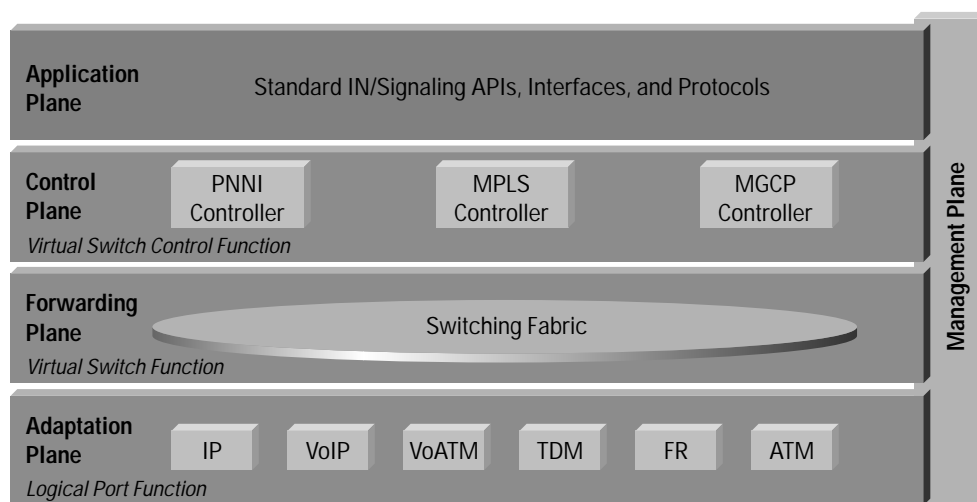 Application
Plane
Standard IN/Signaling APIs, Interfaces, and Protocols
Control
Plane
Virtual Switch Control Function
PNNI
Controller
MPLS
Controller
MGCP
Controller
Forwarding
Plane
Virtual Switch Function
Switching Fabric
Adaptation
Plane
Logical Port Function
IP
VoIP
VoATM
TDM
FR
ATM
Management Plane